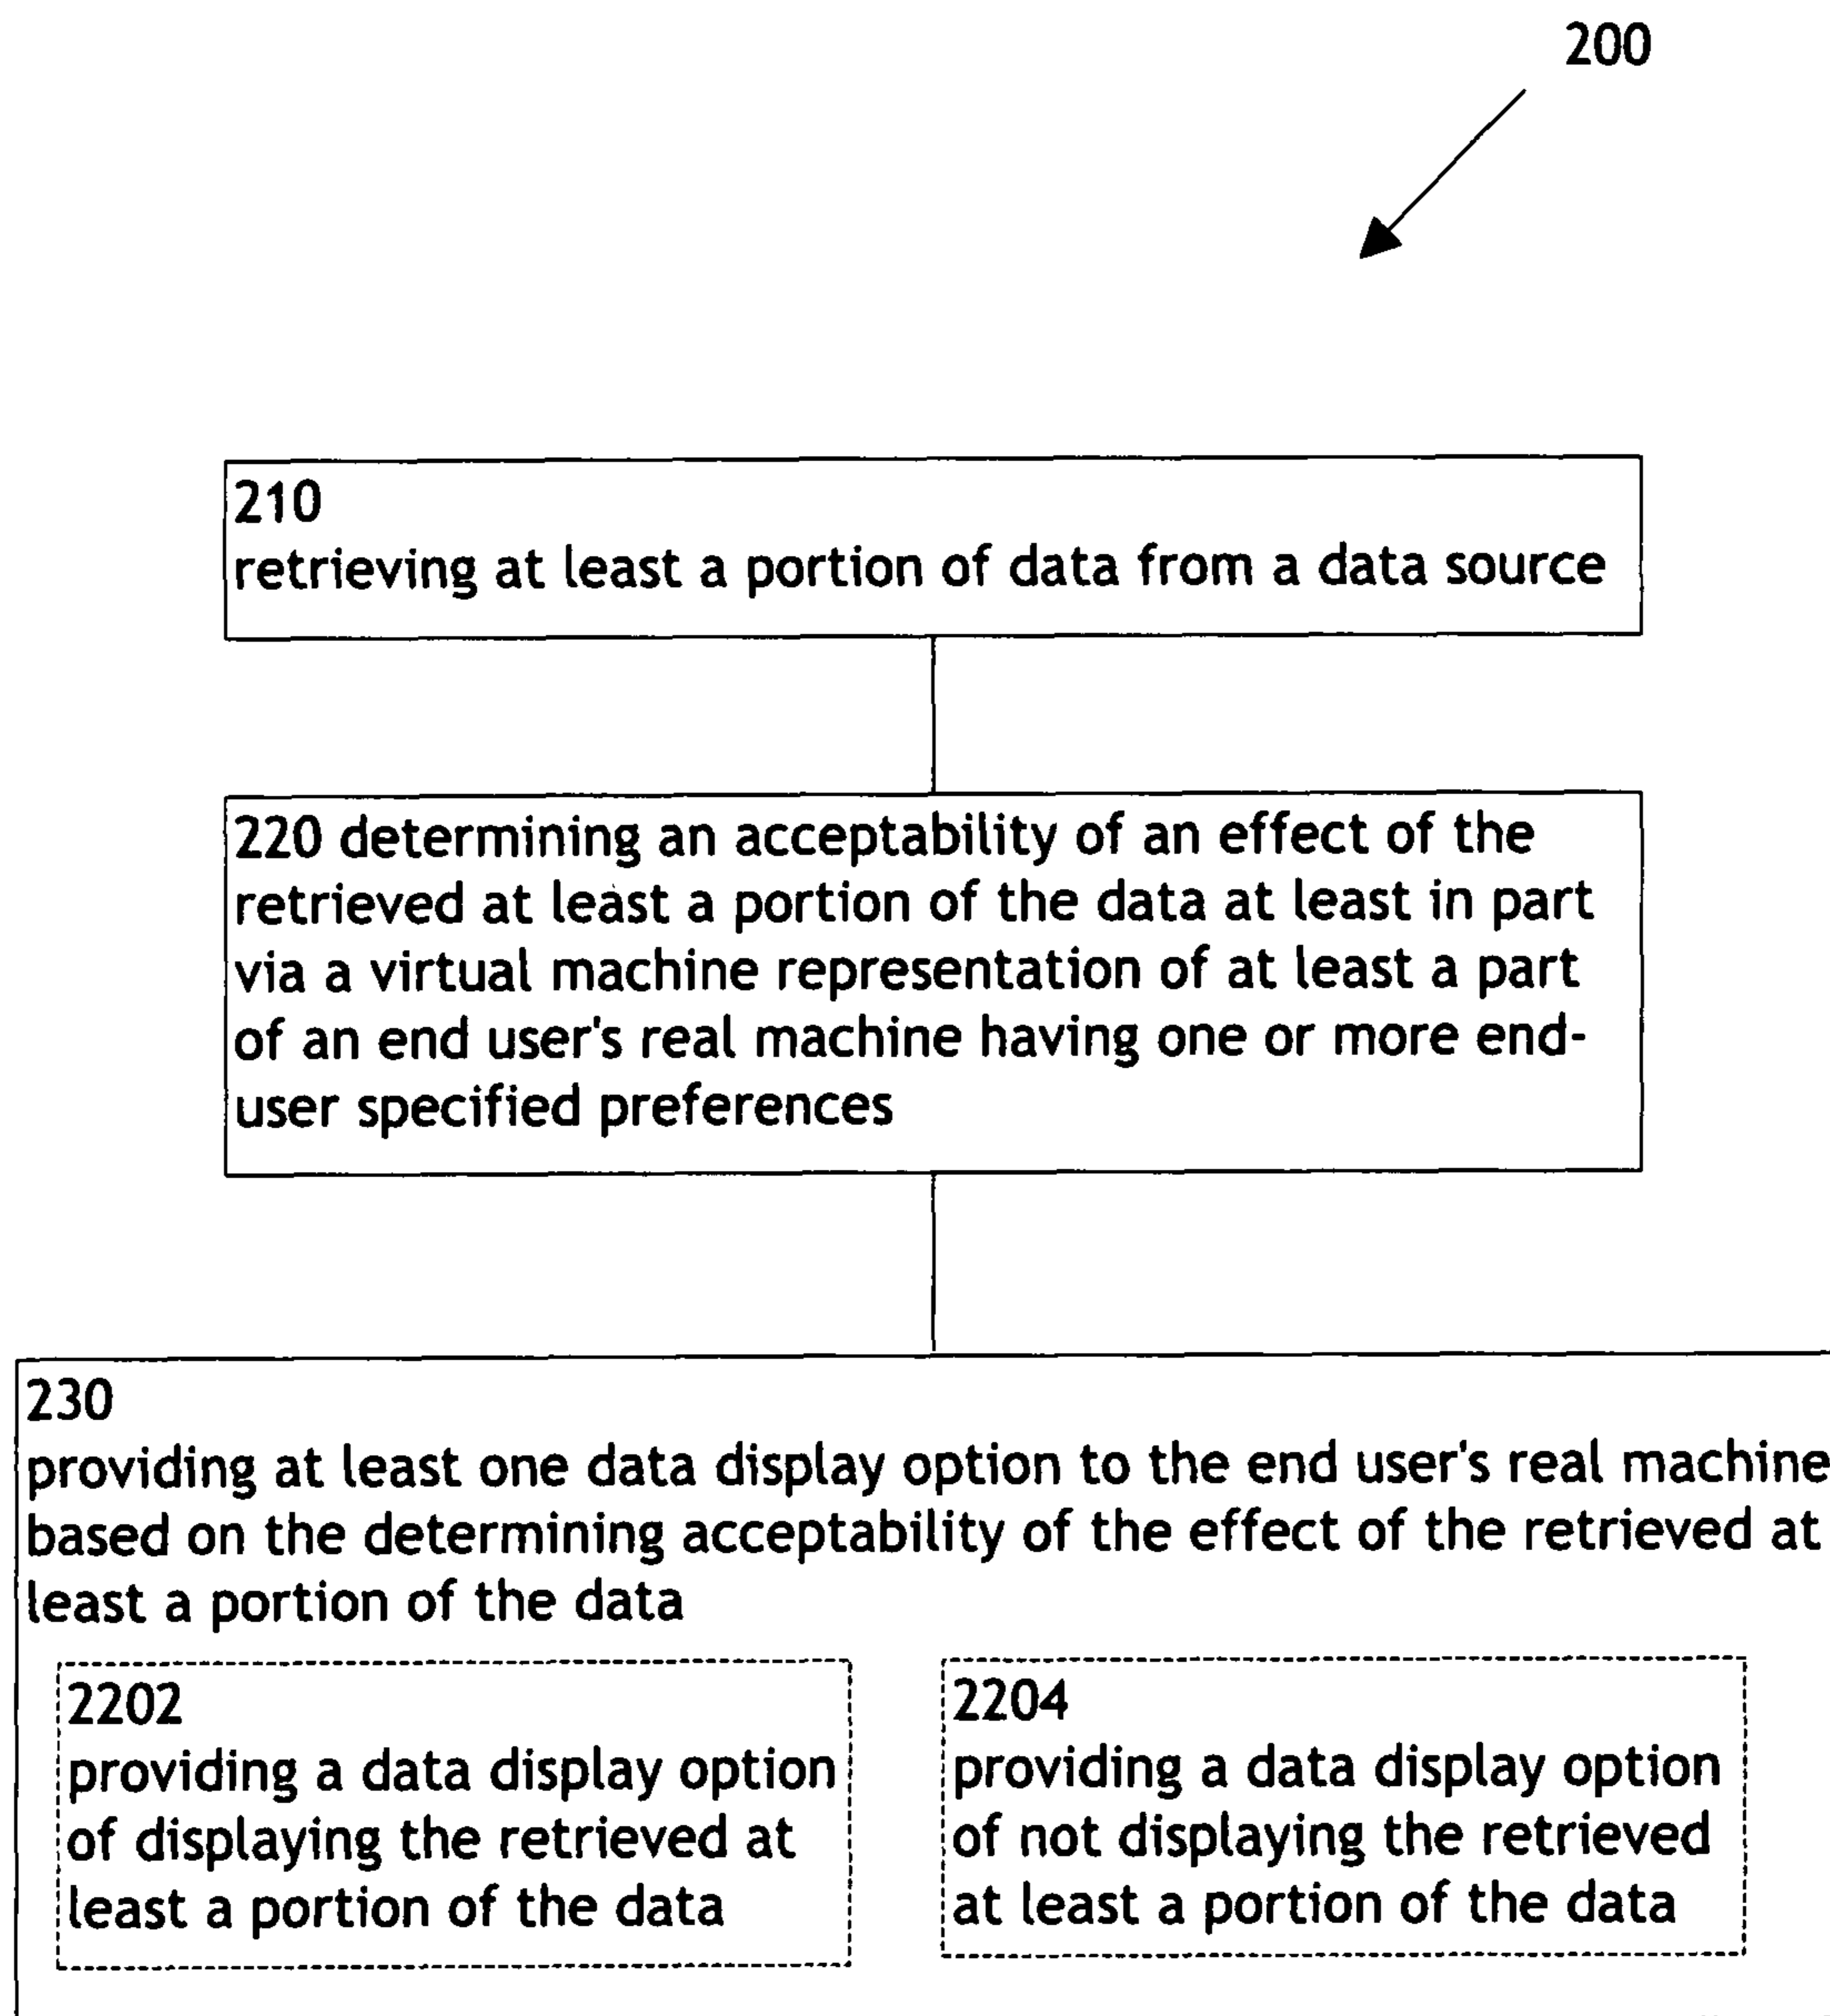 200
210
retrieving at least a portion of data from a data source
220 determining an acceptability of an effect of the
retrieved at least a portion of the data at least in part
via a virtual machine representation of at least a part
of an end user's real machine having one or more end-
user specified preferences
230
providing at least one data display option to the end user's real machine
based on the determining acceptability of the effect of the retrieved at
least a portion of the data
2202
providing a data display option
of displaying the retrieved at
least a portion of the data
2204
providing a data display option
of not displaying the retrieved
at least a portion of the data